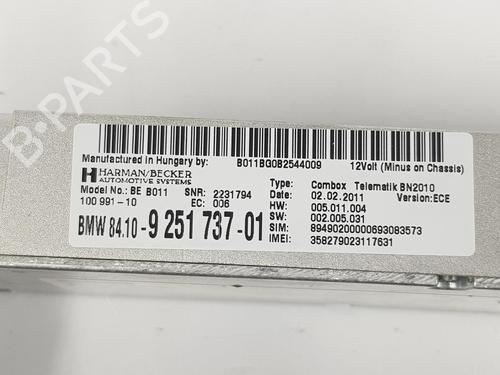 B-PARTS
Manufactured in Hungary by: B011BG0B2544009 12Volt (Minus on Chassis)
HARMAN/BECKER
AUTOMOTIVE SYSTEMS
Type: Combox Telematik BN2010
Model No.: BE B011 SNR: 2231794 Date: 02.02.2011 Version:ECE
100 991-10 EC: 006 HW: 005.011.004
SW: 002.005.031
BMW 84.10-9 251 737-01 SIM: 89490200000693083573
IMEI: 358279023117631